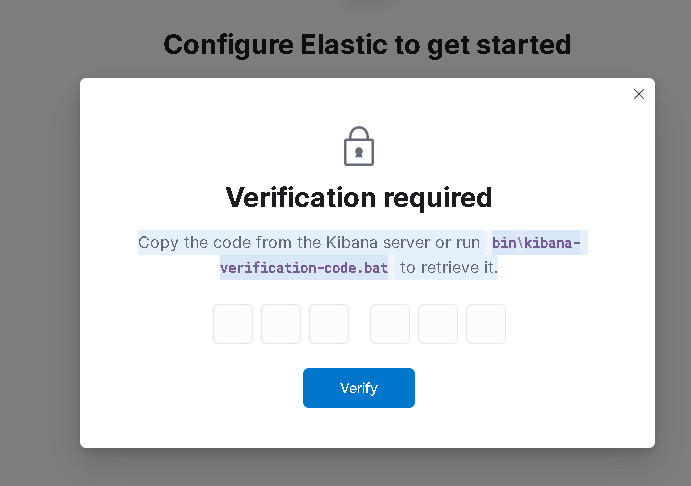 Configure Elastic to get started
Verification required
Copy the code from the Kibana server or run bin\kibana-
verification-code.bat to retrieve it.
Verify